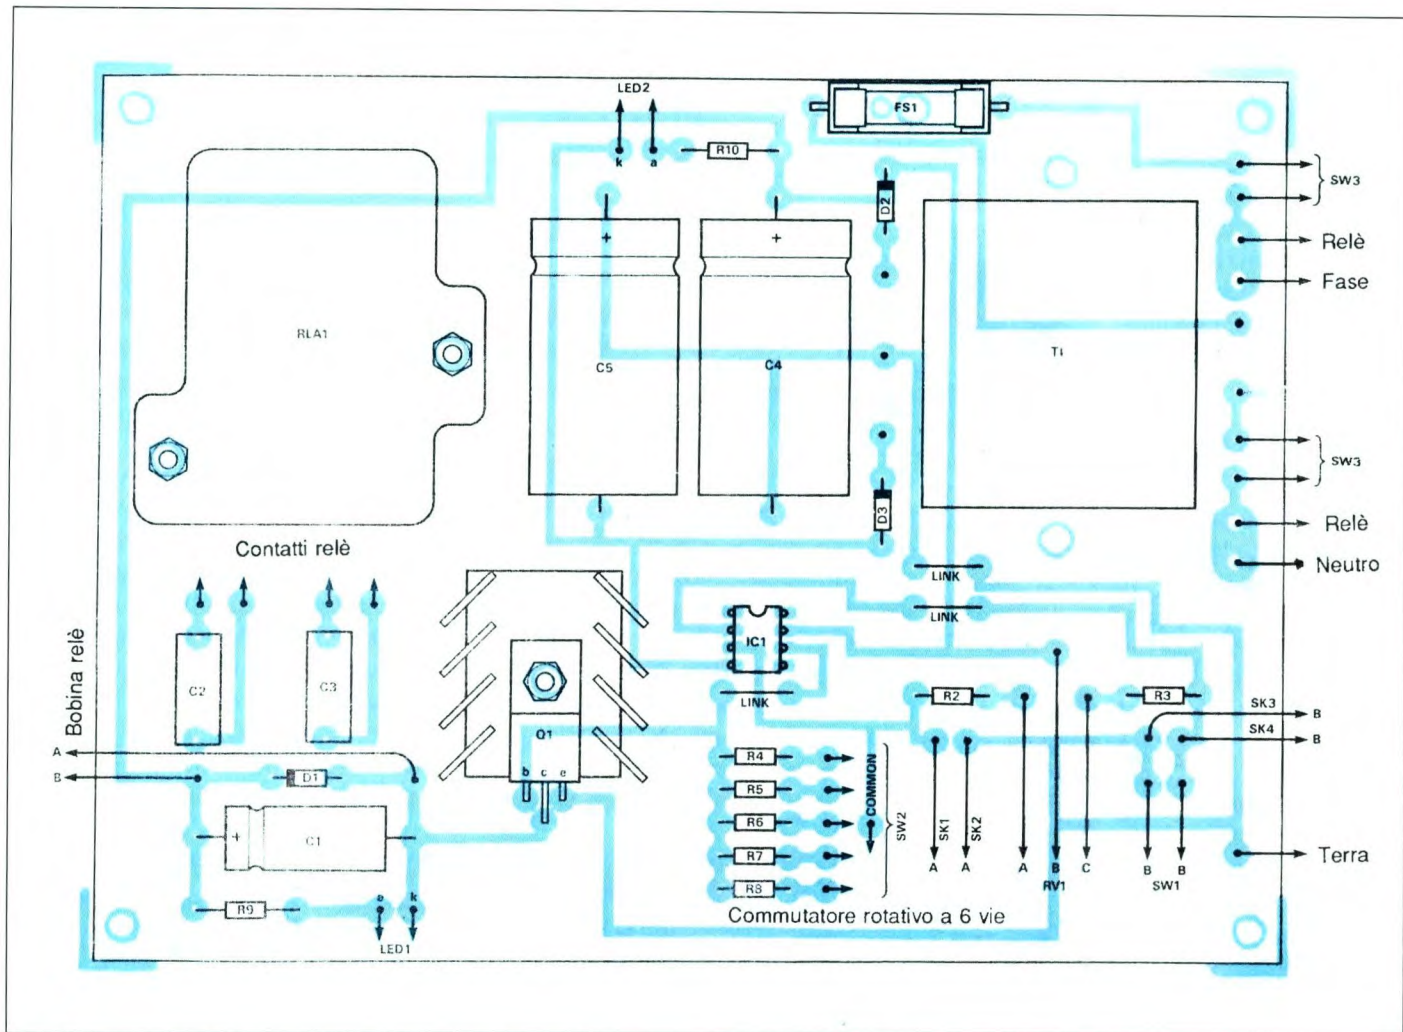 LED2
k
a
R10
FS1
D2
SW3
Relè
Fase
RLA1
+
+
C5
C4
T1
D3
SW3
Relè
Neutro
Contatti relè
LINK
LINK
IC1
LINK
Bobina relè
C2
C3
Q1
b
c
e
R2
R3
SK3
B
SK4
B
A
B
D1
+
C1
R4
R5
R6
R7
R8
COMMON
SW2
SK1
SK2
A
A
A
B
C
RV1
B
B
SW1
Terra
R9
k
LED1
Commutatore rotativo a 6 vie